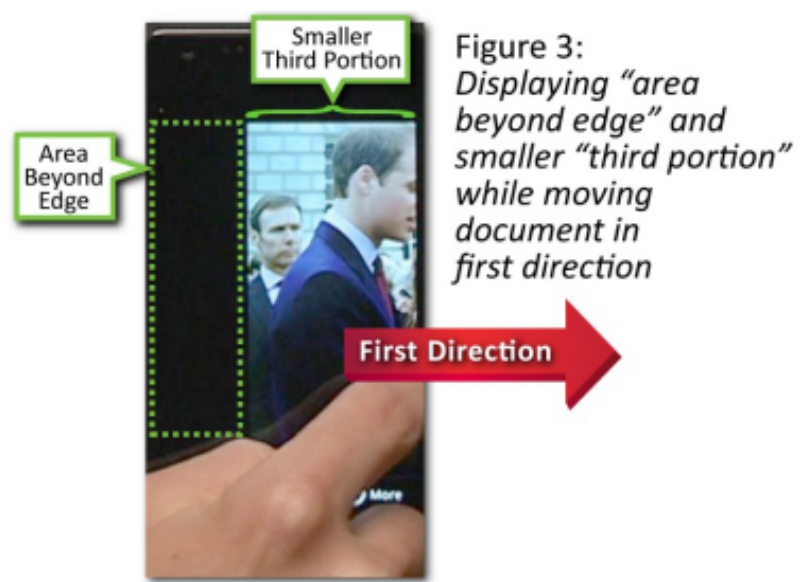 Smaller
Third Portion
Area
Beyond
Edge
Figure 3:
Displaying “area
beyond edge” and
smaller “third portion”
while moving
document in
first direction
First Direction
More